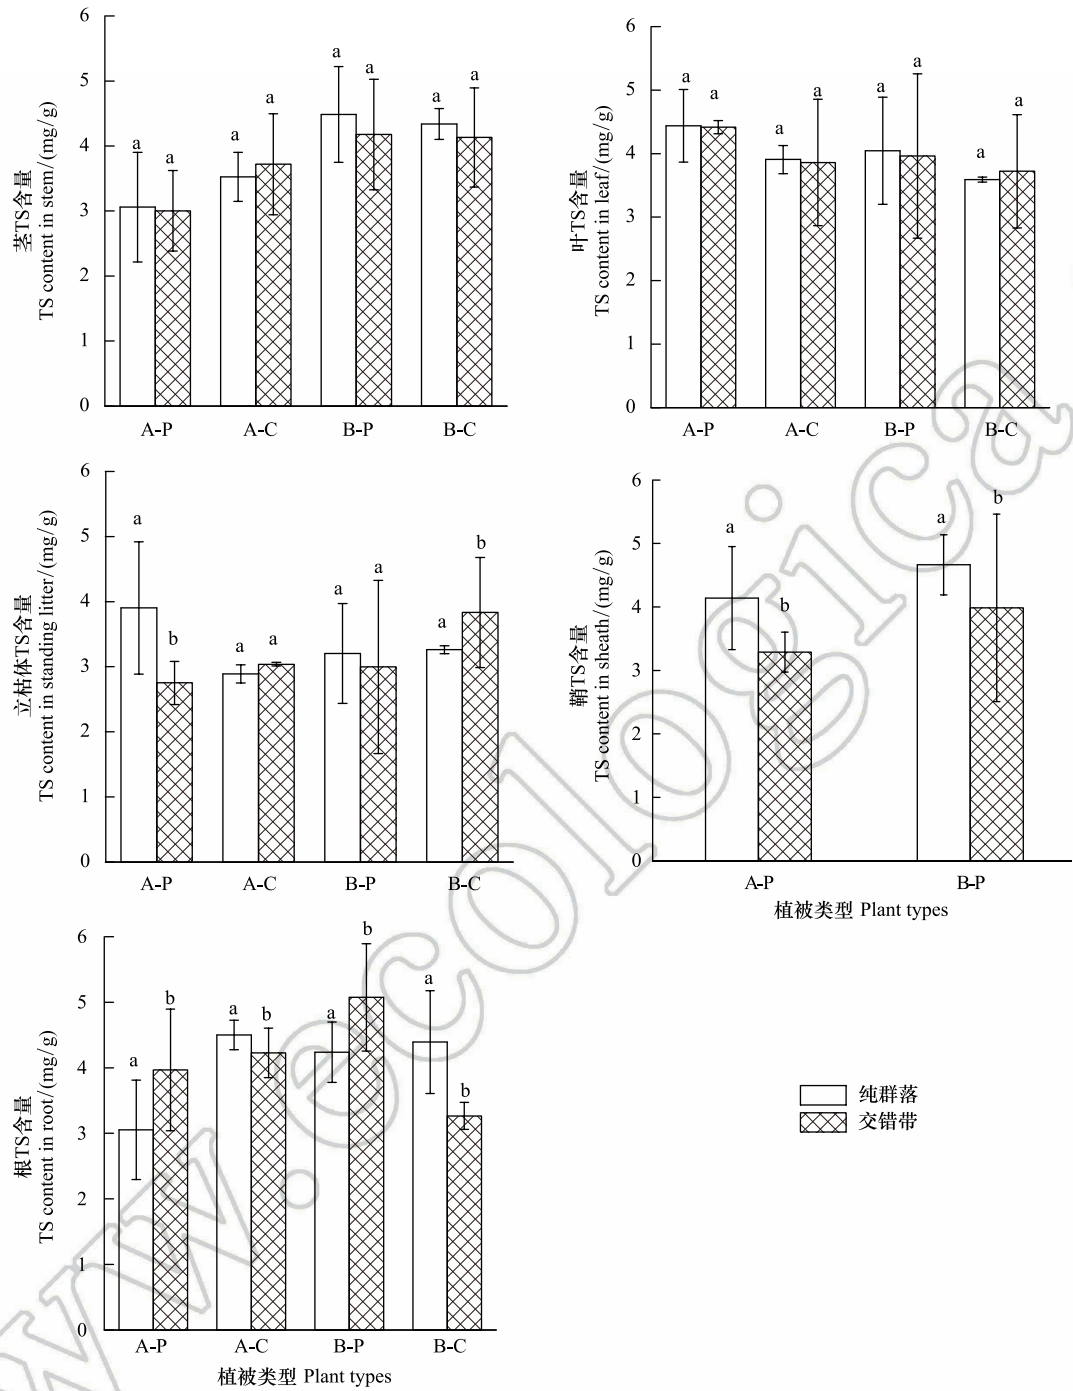 茎TS含量
TS content in stem/(mg/g)
6
5
4
3
2
1
0
a
a
a
a
a
a
a
a
A-P
A-C
B-P
B-C
叶TS含量
TS content in leaf/(mg/g)
6
5
4
3
2
1
0
a
a
a
a
a
a
a
a
A-P
A-C
B-P
B-C
立枯体TS含量
TS content in standing litter/(mg/g)
6
5
4
3
2
1
0
a
b
a
a
a
a
a
b
A-P
A-C
B-P
B-C
鞘TS含量
TS content in sheath/(mg/g)
6
5
4
3
2
1
0
a
b
a
b
A-P
B-P
植被类型 Plant types
根TS含量
TS content in root/(mg/g)
6
5
4
3
2
1
0
a
b
a
b
a
b
a
b
A-P
A-C
B-P
B-C
植被类型 Plant types
纯群落
交错带
www.ecologica